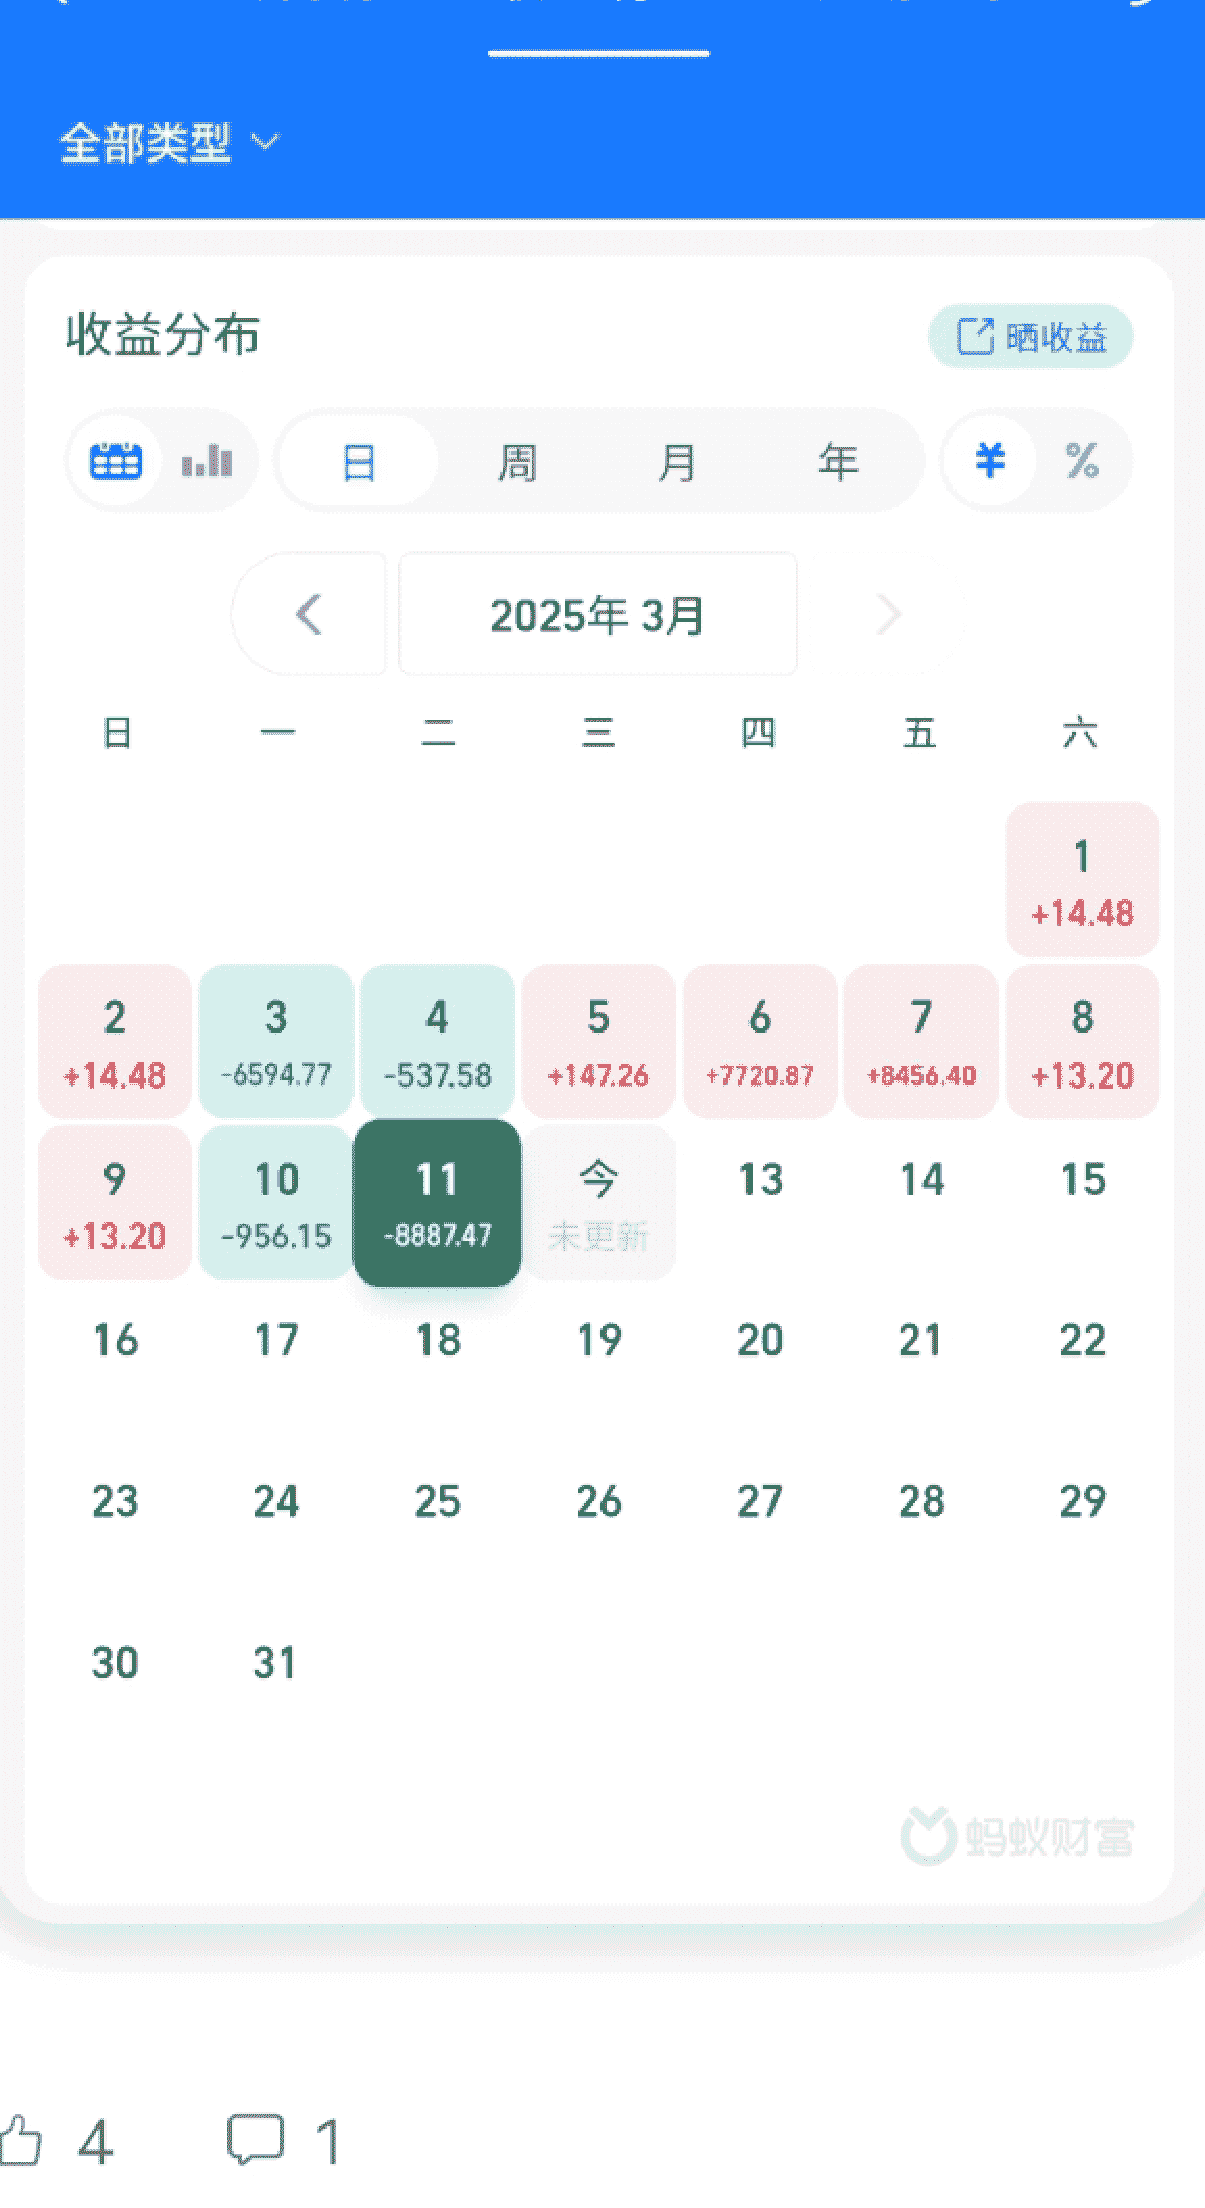 全部类型
收益分布
晒收益
日 周 月 年 ¥ %
2025年 3月
日 一 二 三 四 五 六
1
+14.48
2 3 4 5 6 7 8
+14.48 -6594.77 -537.58 +147.26 +7720.87 +8456.40 +13.20
9 10 11 今 13 14 15
+13.20 -956.15 -8887.47 未更新
16 17 18 19 20 21 22
23 24 25 26 27 28 29
30 31
蚂蚁财富
4 1